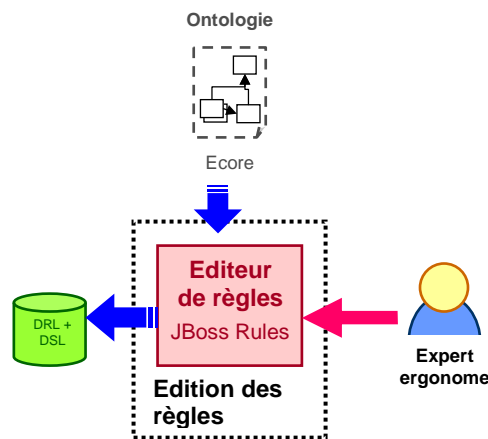 Ontologie
Ecore
Editeur
de règles
JBoss Rules
DRL +
DSL
Expert
ergonome
Edition des
règles